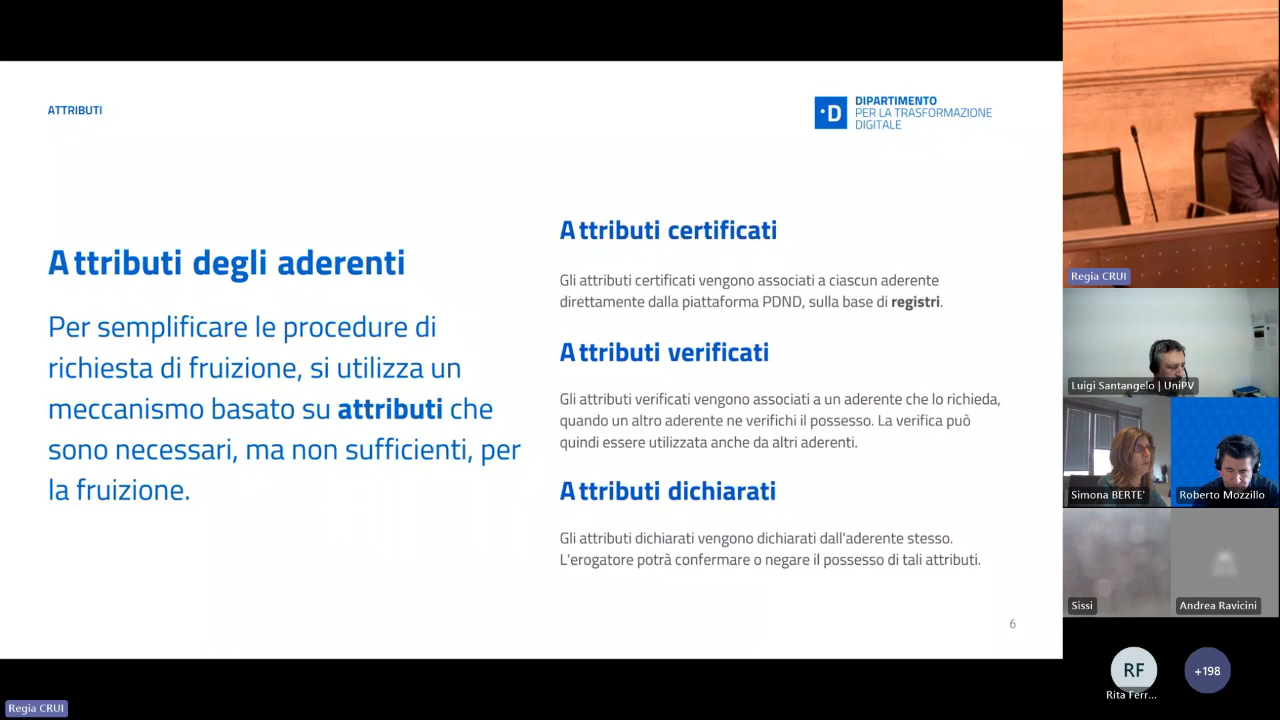 ATTRIBUTI
·D
DIPARTIMENTO
PER LA TRASFORMAZIONE
DIGITALE
Attributi degli aderenti
Per semplificare le procedure di
richiesta di fruizione, si utilizza un
meccanismo basato su attributi che
sono necessari, ma non sufficienti, per
la fruizione.
Attributi certificati
Gli attributi certificati vengono associati a ciascun aderente
direttamente dalla piattaforma PDND, sulla base di registri.
Attributi verificati
Gli attributi verificati vengono associati a un aderente che lo richieda,
quando un altro aderente ne verifichi il possesso. La verifica può
quindi essere utilizzata anche da altri aderenti.
Attributi dichiarati
Gli attributi dichiarati vengono dichiarati dall'aderente stesso.
L'erogatore potrà confermare o negare il possesso di tali attributi.
6
Regia CRUI
Regia CRUI
Luigi Santangelo | UniPV
Simona BERTE'
Roberto Mozzillo
Sissi
Andrea Ravicini
RF
Rita Ferr...
+198